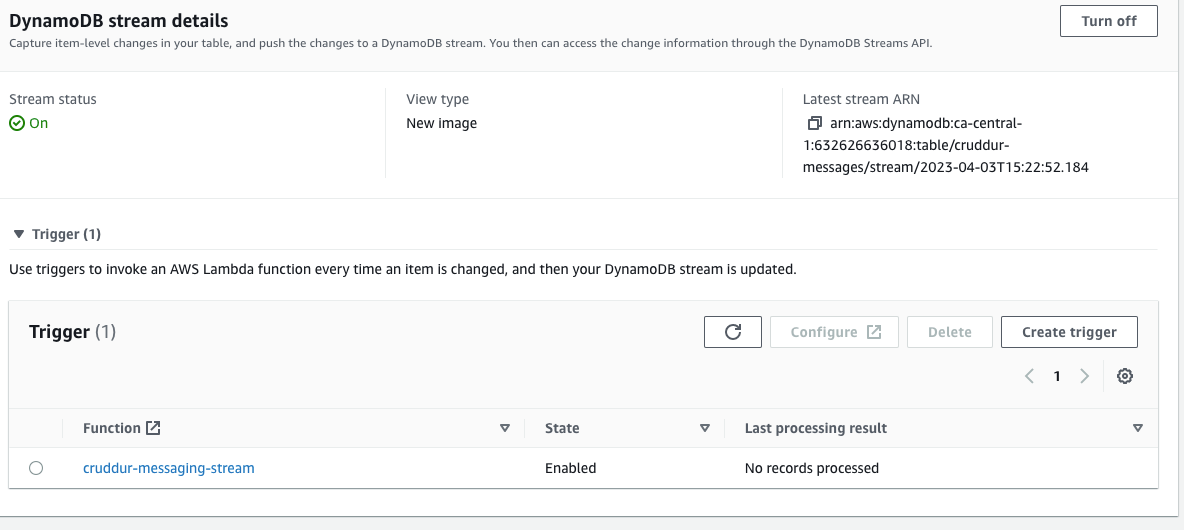 DynamoDB stream details
Turn off
Capture item-level changes in your table, and push the changes to a DynamoDB stream. You then can access the change information through the DynamoDB Streams API.
Stream status
On
View type
New image
Latest stream ARN
arn:aws:dynamodb:ca-central-
1:632626636018:table/cruddur-
messages/stream/2023-04-03T15:22:52.184
Trigger (1)
Use triggers to invoke an AWS Lambda function every time an item is changed, and then your DynamoDB stream is updated.
Trigger (1)
Configure
Delete
Create trigger
1
Function
State
Last processing result
cruddur-messaging-stream
Enabled
No records processed